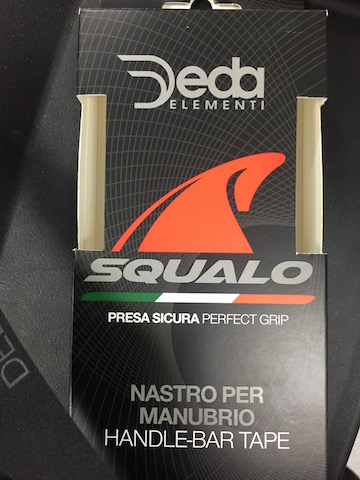 Deda
ELEMENTI
SQUALO
PRESA SICURA PERFECT GRIP
NASTRO PER
MANUBRIO
HANDLE-BAR TAPE